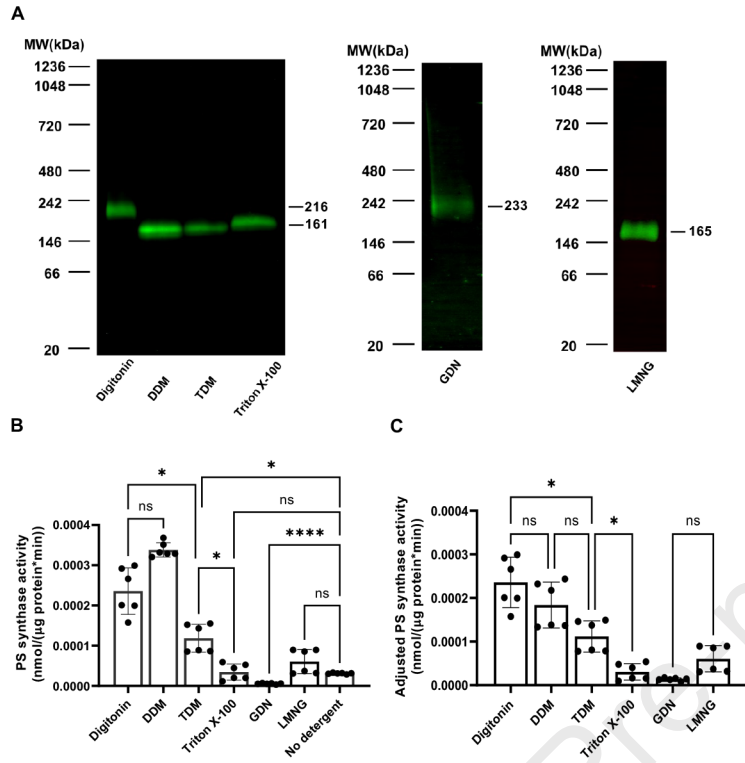 A
MW(kDa)
1236
1048
720
480
242
146
66
20
216
161
Digitonin
DDM
TDM
Triton X-100
MW(kDa)
1236
1048
720
480
242
146
66
20
233
GDN
MW(kDa)
1236
1048
720
480
242
146
66
20
165
LMNG
B
PS synthase activity
(nmol/(µg protein*min))
0.0004
0.0003
0.0002
0.0001
0.0000
*
*
ns
ns
****
*
ns
Digitonin
DDM
TDM
Triton X-100
GDN
LMNG
No detergent
C
Adjusted PS synthase activity
(nmol/(µg protein*min))
0.0004
0.0003
0.0002
0.0001
0.0000
*
ns
ns
*
ns
Digitonin
DDM
TDM
Triton X-100
GDN
LMNG
Pre-p